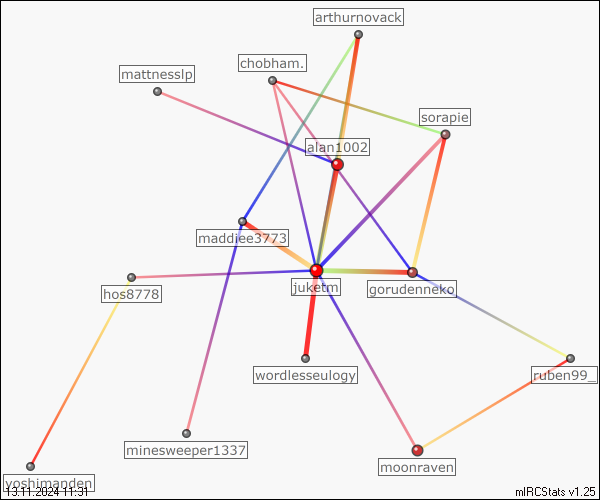 arthurnovack
chobham.
mattnesslp
sorapie
alan1002
maddiee3773
juketm
gorudenneko
hos8778
wordlesseulogy
ruben99_
minesweeper1337
moonraven
yoshimanden
13.11.2024 11:31
mIRCStats v1.25